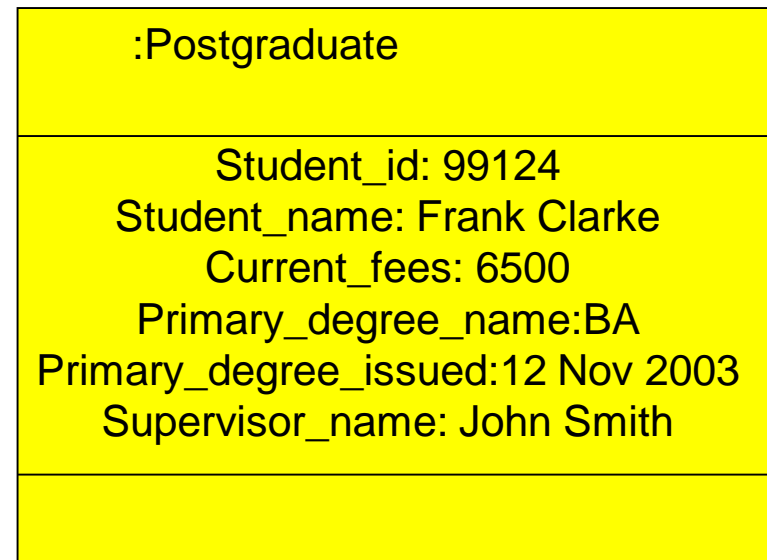 :Postgraduate
Student_id: 99124
Student_name: Frank Clarke
Current_fees: 6500
Primary_degree_name:BA
Primary_degree_issued:12 Nov 2003
Supervisor_name: John Smith